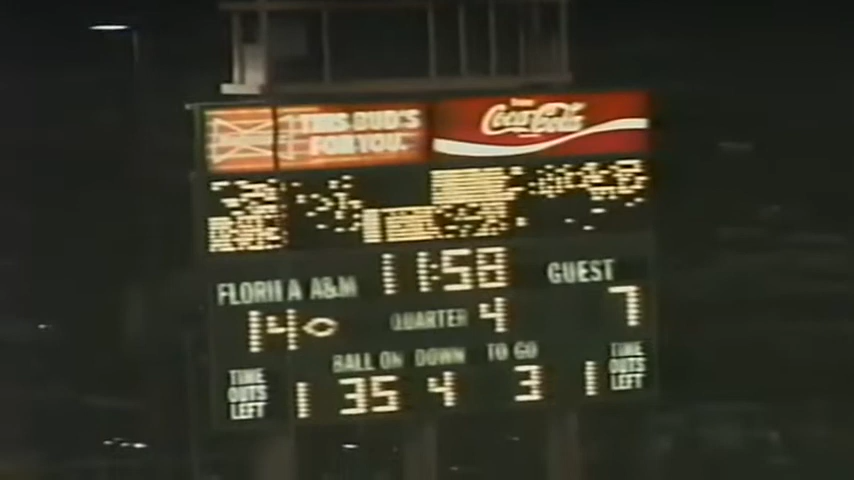 THIS BUD'S
FOR YOU.
Coca-Cola
FLORIDA A&M 11:58 GUEST
14 QUARTER 4 7
BALL ON DOWN TO GO
TIME OUTS LEFT 1 35 4 3 1 TIME OUTS LEFT